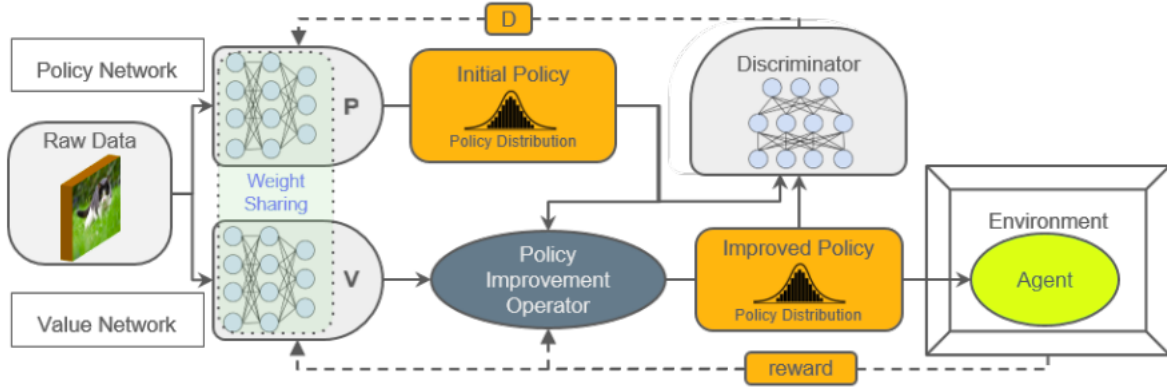 D
Policy Network
P
Initial Policy
Policy Distribution
Discriminator
Raw Data
Weight
Sharing
Environment
Policy
Improvement
Operator
Improved Policy
Policy Distribution
Agent
V
Value Network
reward